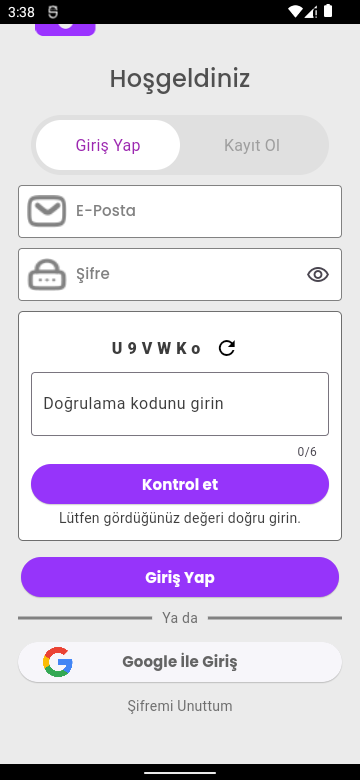 3:38
Hoşgeldiniz
Giriş Yap
Kayıt Ol
E-Posta
Şifre
U9VWKo
Doğrulama kodunu girin
0/6
Kontrol et
Lütfen gördüğünüz değeri doğru girin.
Giriş Yap
Ya da
Google İle Giriş
Şifremi Unuttum